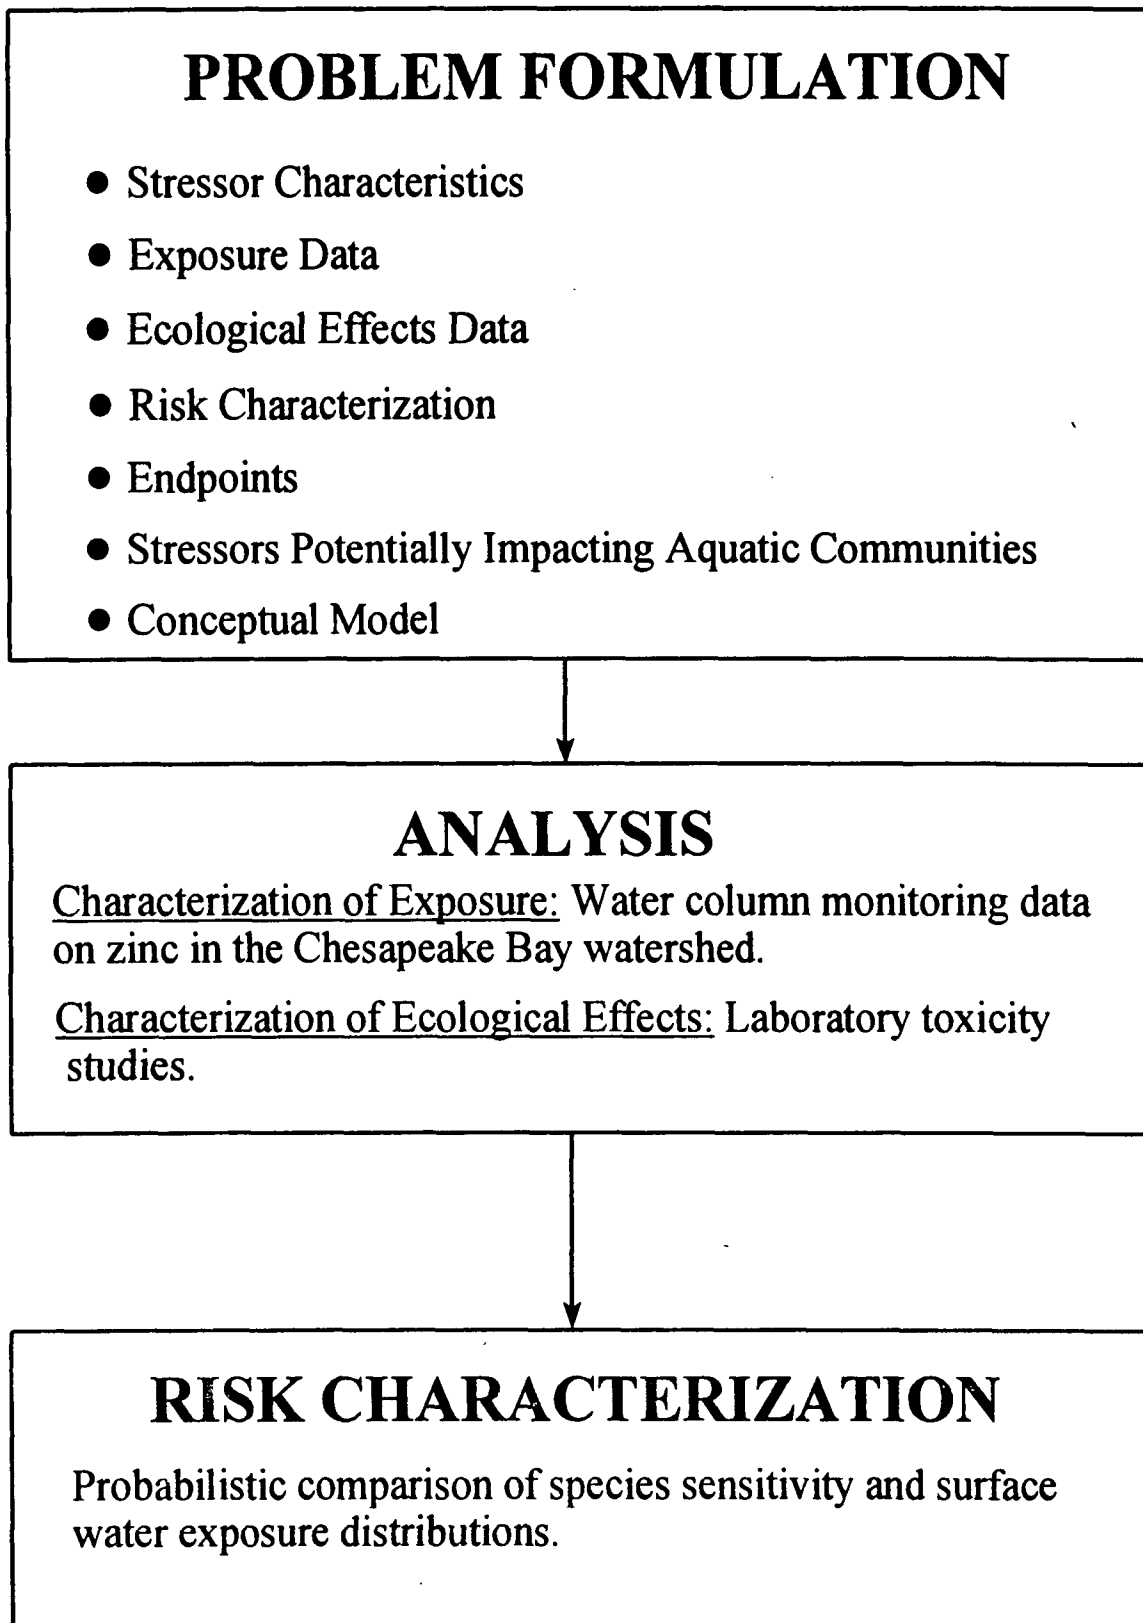 PROBLEM FORMULATION
● Stressor Characteristics
● Exposure Data
● Ecological Effects Data
● Risk Characterization
● Endpoints
● Stressors Potentially Impacting Aquatic Communities
● Conceptual Model
ANALYSIS
Characterization of Exposure: Water column monitoring data
on zinc in the Chesapeake Bay watershed.
Characterization of Ecological Effects: Laboratory toxicity
studies.
RISK CHARACTERIZATION
Probabilistic comparison of species sensitivity and surface
water exposure distributions.